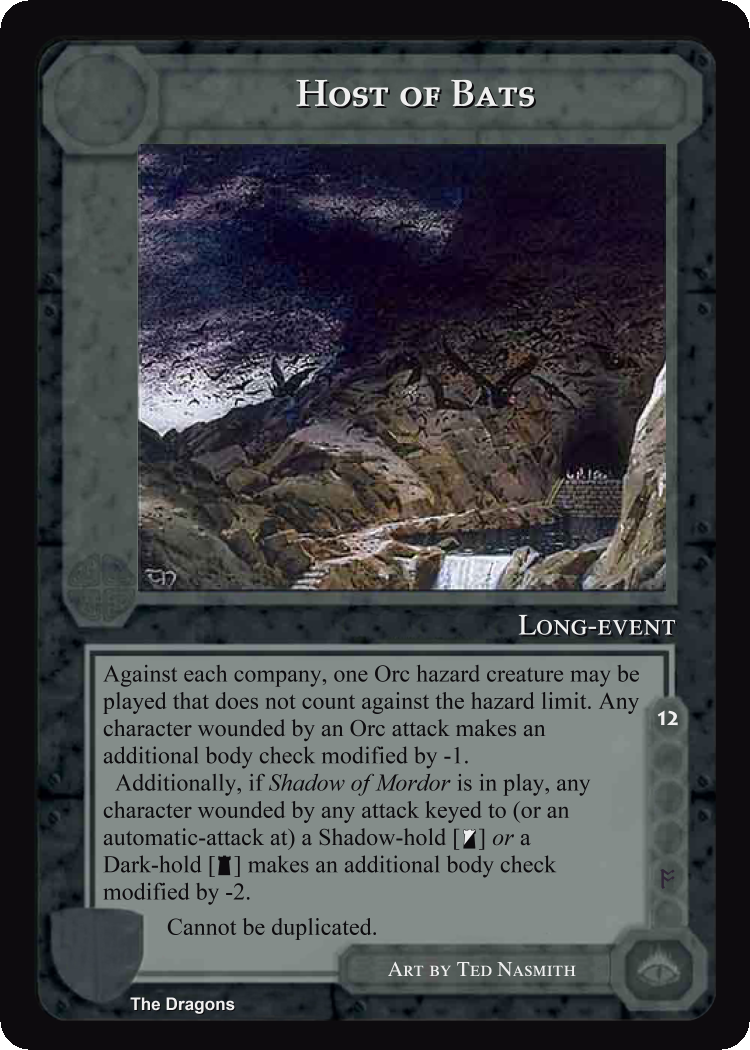 Host of Bats
Long-event
Against each company, one Orc hazard creature may be
played that does not count against the hazard limit. Any
character wounded by an Orc attack makes an
additional body check modified by -1.
Additionally, if Shadow of Mordor is in play, any
character wounded by any attack keyed to (or an
automatic-attack at) a Shadow-hold [] or a
Dark-hold [] makes an additional body check
modified by -2.
Cannot be duplicated.
12
Art by Ted Nasmith
The Dragons